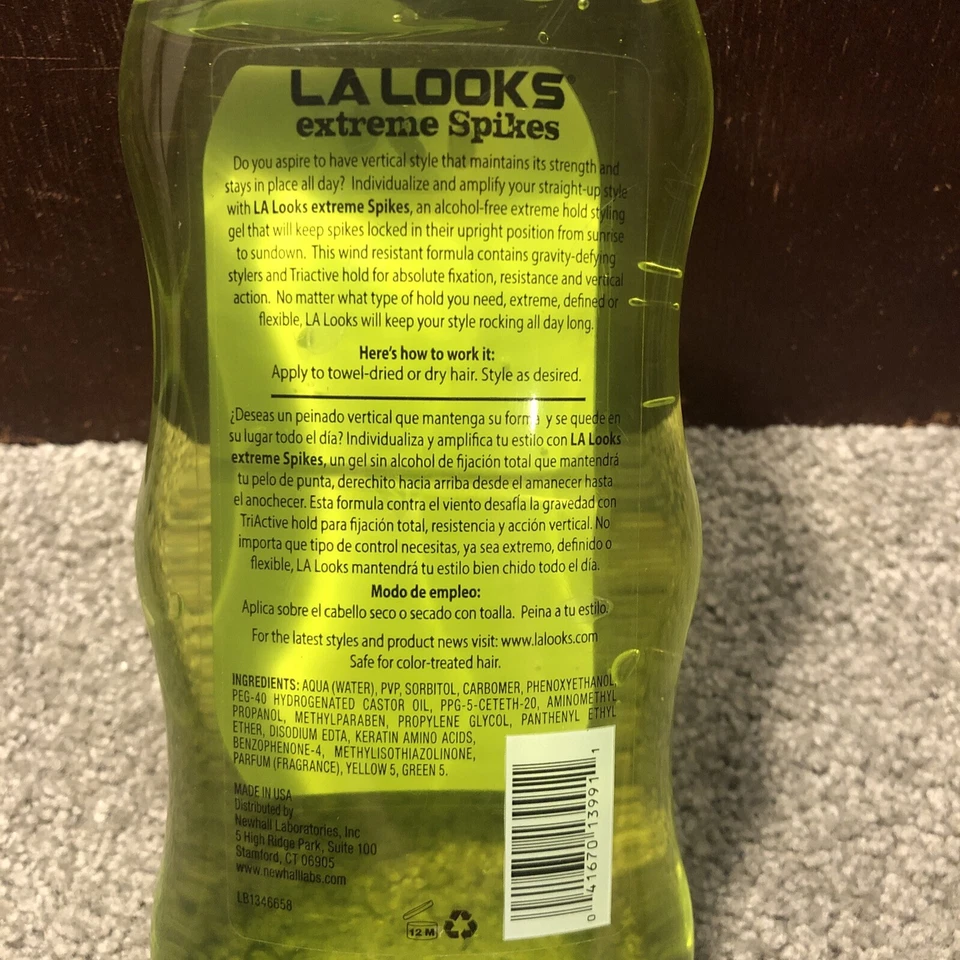 LA LOOKS®
extreme Spikes
Do you aspire to have vertical style that maintains its strength and
stays in place all day? Individualize and amplify your straight-up style
with LA Looks extreme Spikes, an alcohol-free extreme hold styling
gel that will keep spikes locked in their upright position from sunrise
to sundown. This wind resistant formula contains gravity-defying
stylers and Triactive hold for absolute fixation, resistance and vertical
action. No matter what type of hold you need, extreme, defined or
flexible, LA Looks will keep your style rocking all day long.
Here's how to work it:
Apply to towel-dried or dry hair. Style as desired.
¿Deseas un peinado vertical que mantenga su forma y se quede en
su lugar todo el día? Individualiza y amplifica tu estilo con LA Looks
extreme Spikes, un gel sin alcohol de fijación total que mantendrá
tu pelo de punta, derechito hacia arriba desde el amanecer hasta
el anochecer. Esta formula contra el viento desafía la gravedad con
TriActive hold para fijación total, resistencia y acción vertical. No
importa que tipo de control necesitas, ya sea extremo, definido o
flexible, LA Looks mantendrá tu estilo bien chido todo el día.
Modo de empleo:
Aplica sobre el cabello seco o secado con toalla. Peina a tu estilo.
For the latest styles and product news visit: www.lalooks.com
Safe for color-treated hair.
INGREDIENTS: AQUA (WATER), PVP, SORBITOL, CARBOMER, PHENOXYETHANOL,
PEG-40 HYDROGENATED CASTOR OIL, PPG-5-CETETH-20, AMINOMETHYL
PROPANOL, METHYLPARABEN, PROPYLENE GLYCOL, PANTHENYL ETHYL
ETHER, DISODIUM EDTA, KERATIN AMINO ACIDS,
BENZOPHENONE-4, METHYLISOTHIAZOLINONE,
PARFUM (FRAGRANCE), YELLOW 5, GREEN 5.
MADE IN USA
Distributed by
Newhall Laboratories, Inc
5 High Ridge Park, Suite 100
Stamford, CT 06905
www.newhalllabs.com
LB1346658
12 M
0 41670 13991 1